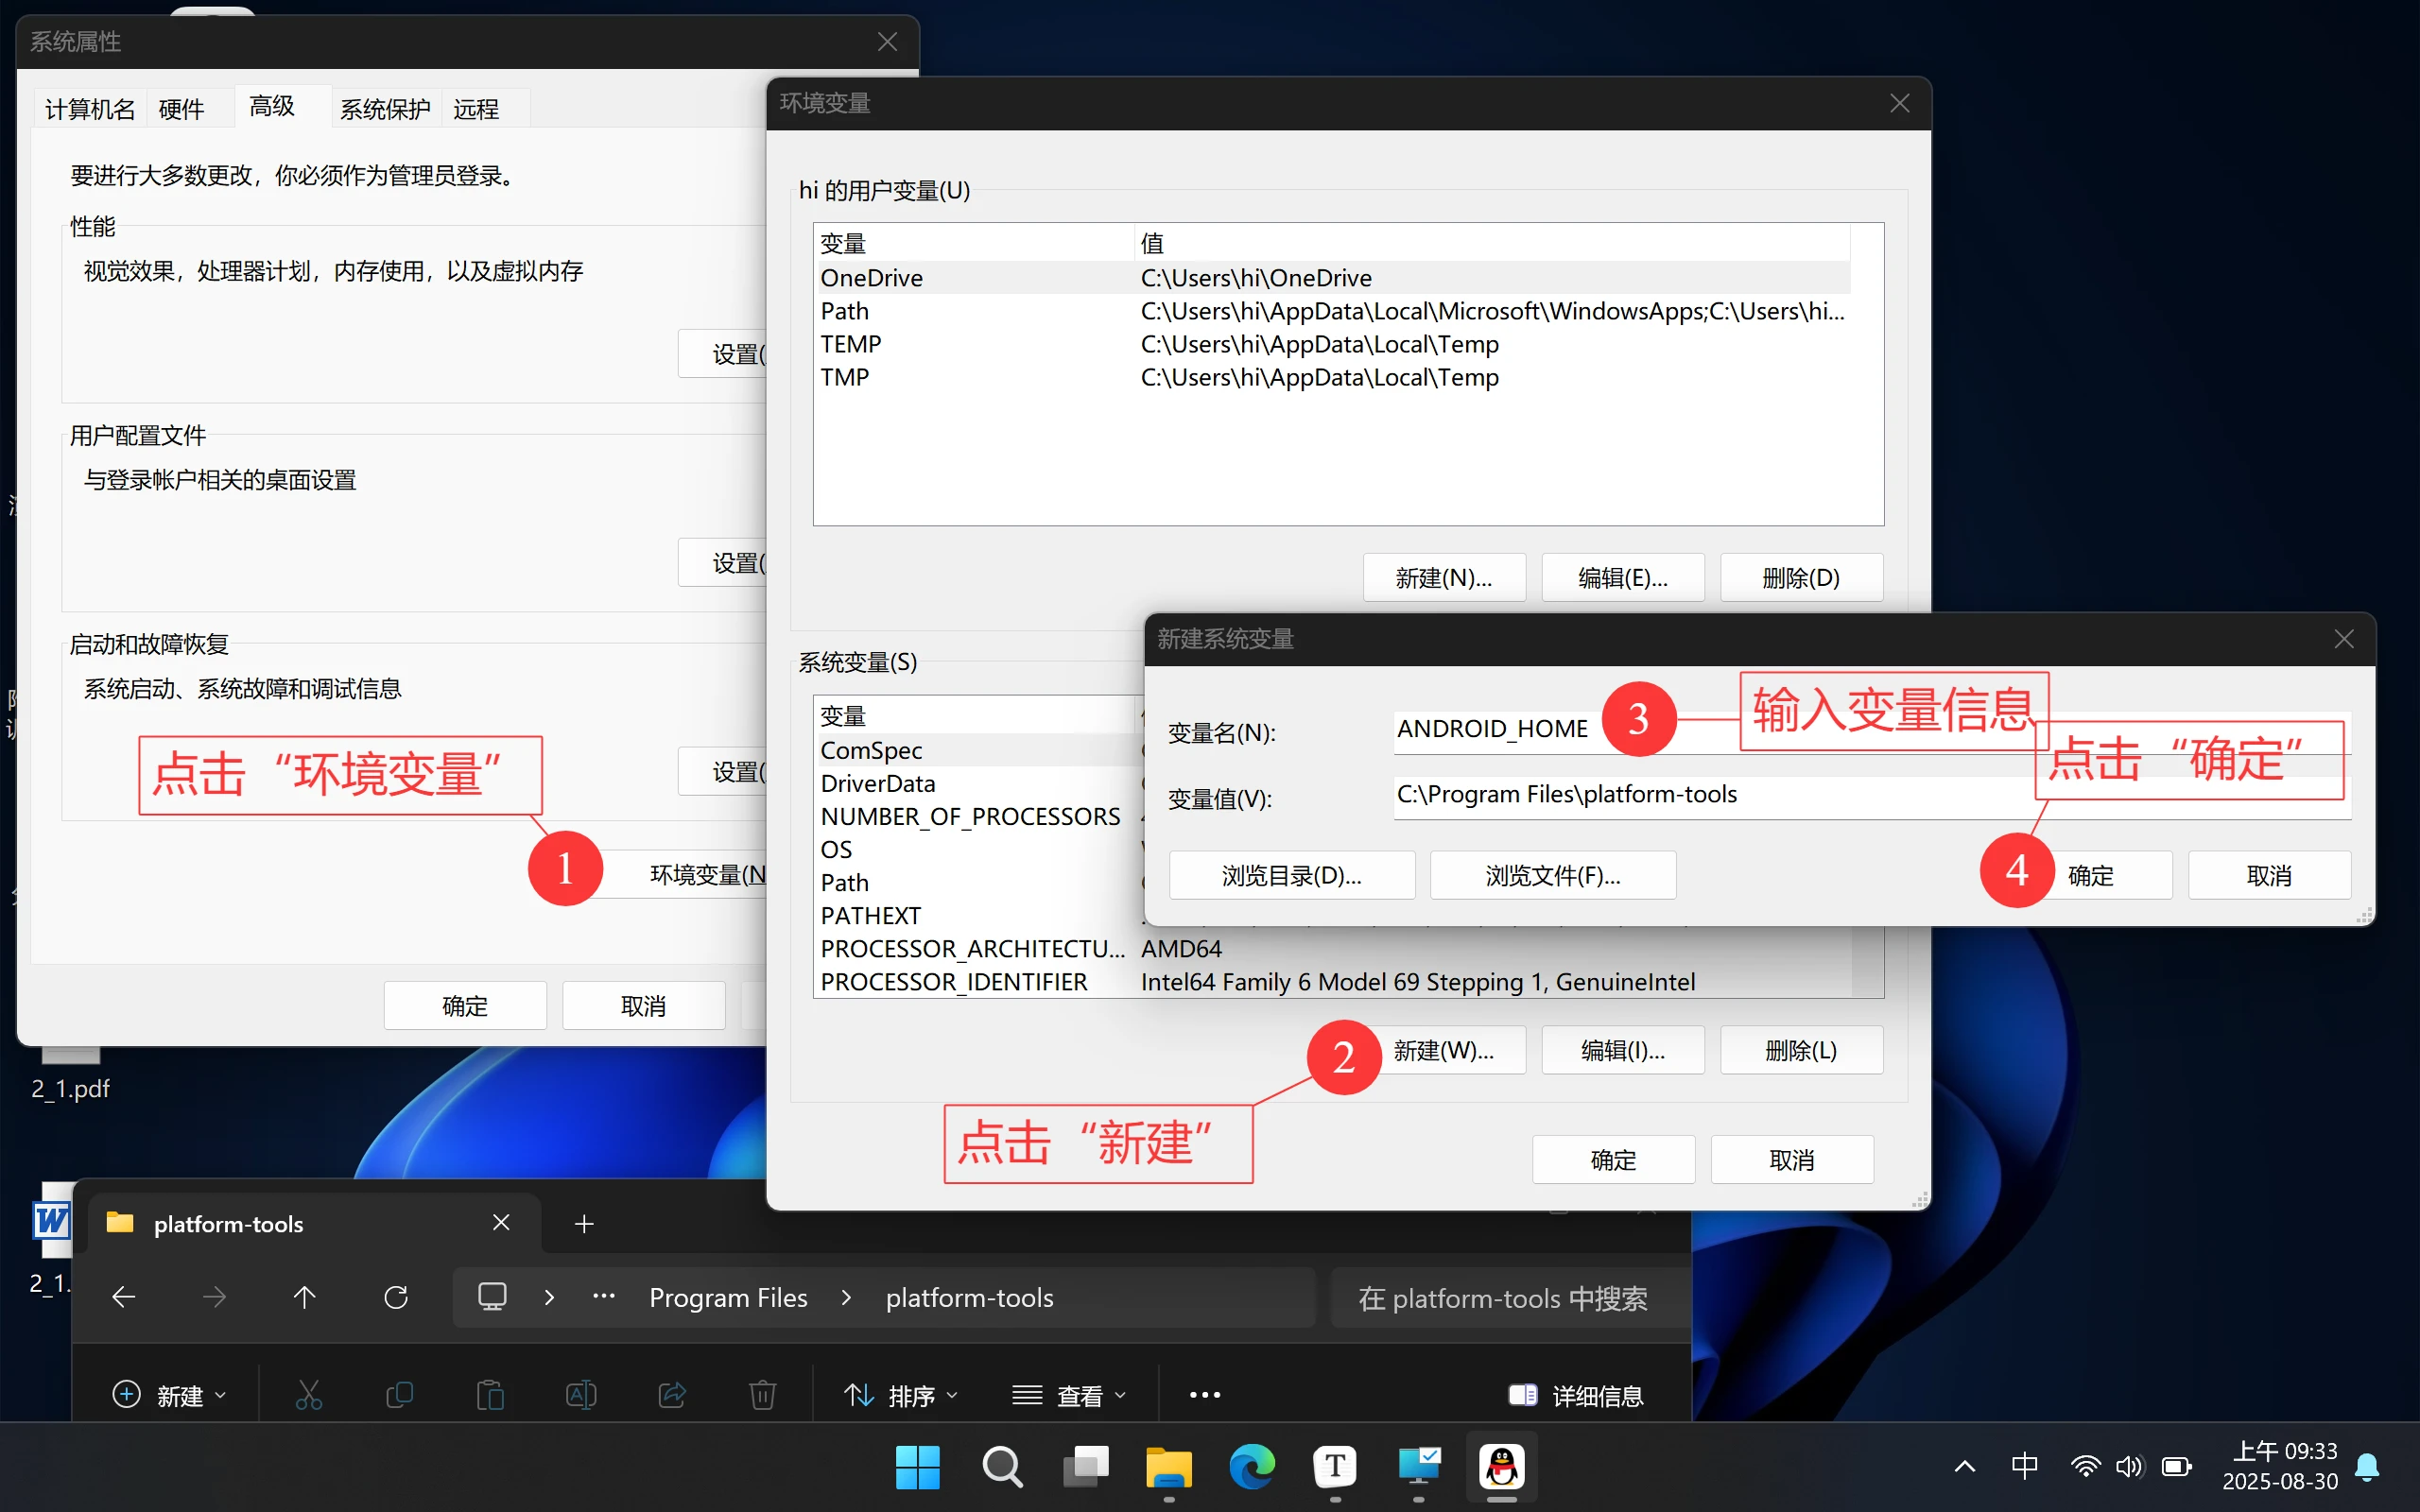 系统属性
计算机名 硬件 高级 系统保护 远程
要进行大多数更改，你必须作为管理员登录。
性能
视觉效果，处理器计划，内存使用，以及虚拟内存
设置(
用户配置文件
与登录帐户相关的桌面设置
设置(
启动和故障恢复
系统启动、系统故障和调试信息
设置(
点击“环境变量”
1
环境变量(N
确定 取消
环境变量
hi 的用户变量(U)
变量 值
OneDrive C:\Users\hi\OneDrive
Path C:\Users\hi\AppData\Local\Microsoft\WindowsApps;C:\Users\hi...
TEMP C:\Users\hi\AppData\Local\Temp
TMP C:\Users\hi\AppData\Local\Temp
新建(N)... 编辑(E)... 删除(D)
系统变量(S)
变量
ComSpec
DriverData
NUMBER_OF_PROCESSORS
OS
Path
PATHEXT
PROCESSOR_ARCHITECTU... AMD64
PROCESSOR_IDENTIFIER Intel64 Family 6 Model 69 Stepping 1, GenuineIntel
2 新建(W)... 编辑(I)... 删除(L)
点击“新建”
确定 取消
新建系统变量
变量名(N): ANDROID_HOME 3 输入变量信息
点击“确定”
变量值(V): C:\Program Files\platform-tools
浏览目录(D)... 浏览文件(F)... 4 确定 取消
2_1.pdf
2_1.
platform-tools
Program Files platform-tools 在 platform-tools 中搜索
新建 排序 查看 详细信息
中 上午 09:33
2025-08-30